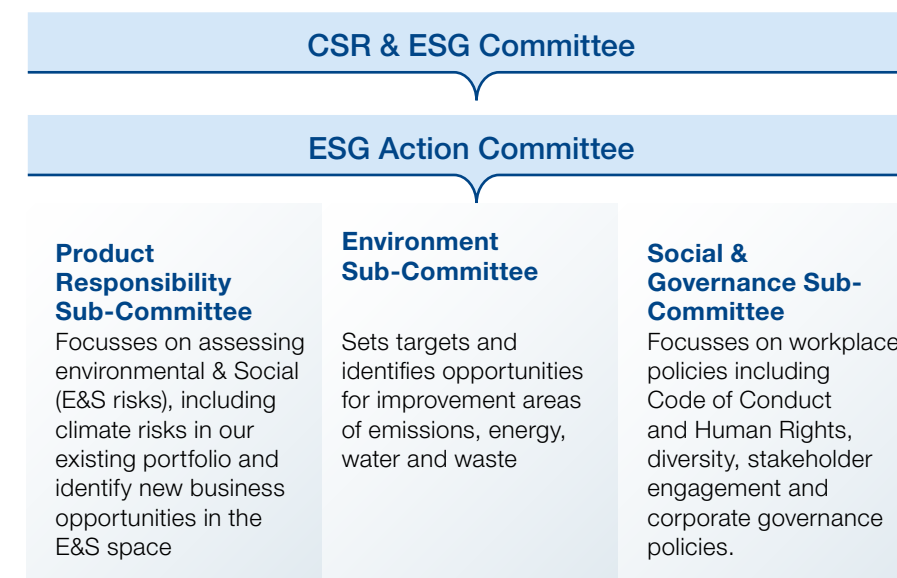 CSR & ESG Committee
ESG Action Committee
Product
Responsibility
Sub-Committee
Focusses on assessing
environmental & Social
(E&S risks), including
climate risks in our
existing portfolio and
identify new business
opportunities in the
E&S space
Environment
Sub-Committee
Sets targets and
identifies opportunities
for improvement areas
of emissions, energy,
water and waste
Social &
Governance Sub-
Committee
Focusses on workplace
policies including
Code of Conduct
and Human Rights,
diversity, stakeholder
engagement and
corporate governance
policies.